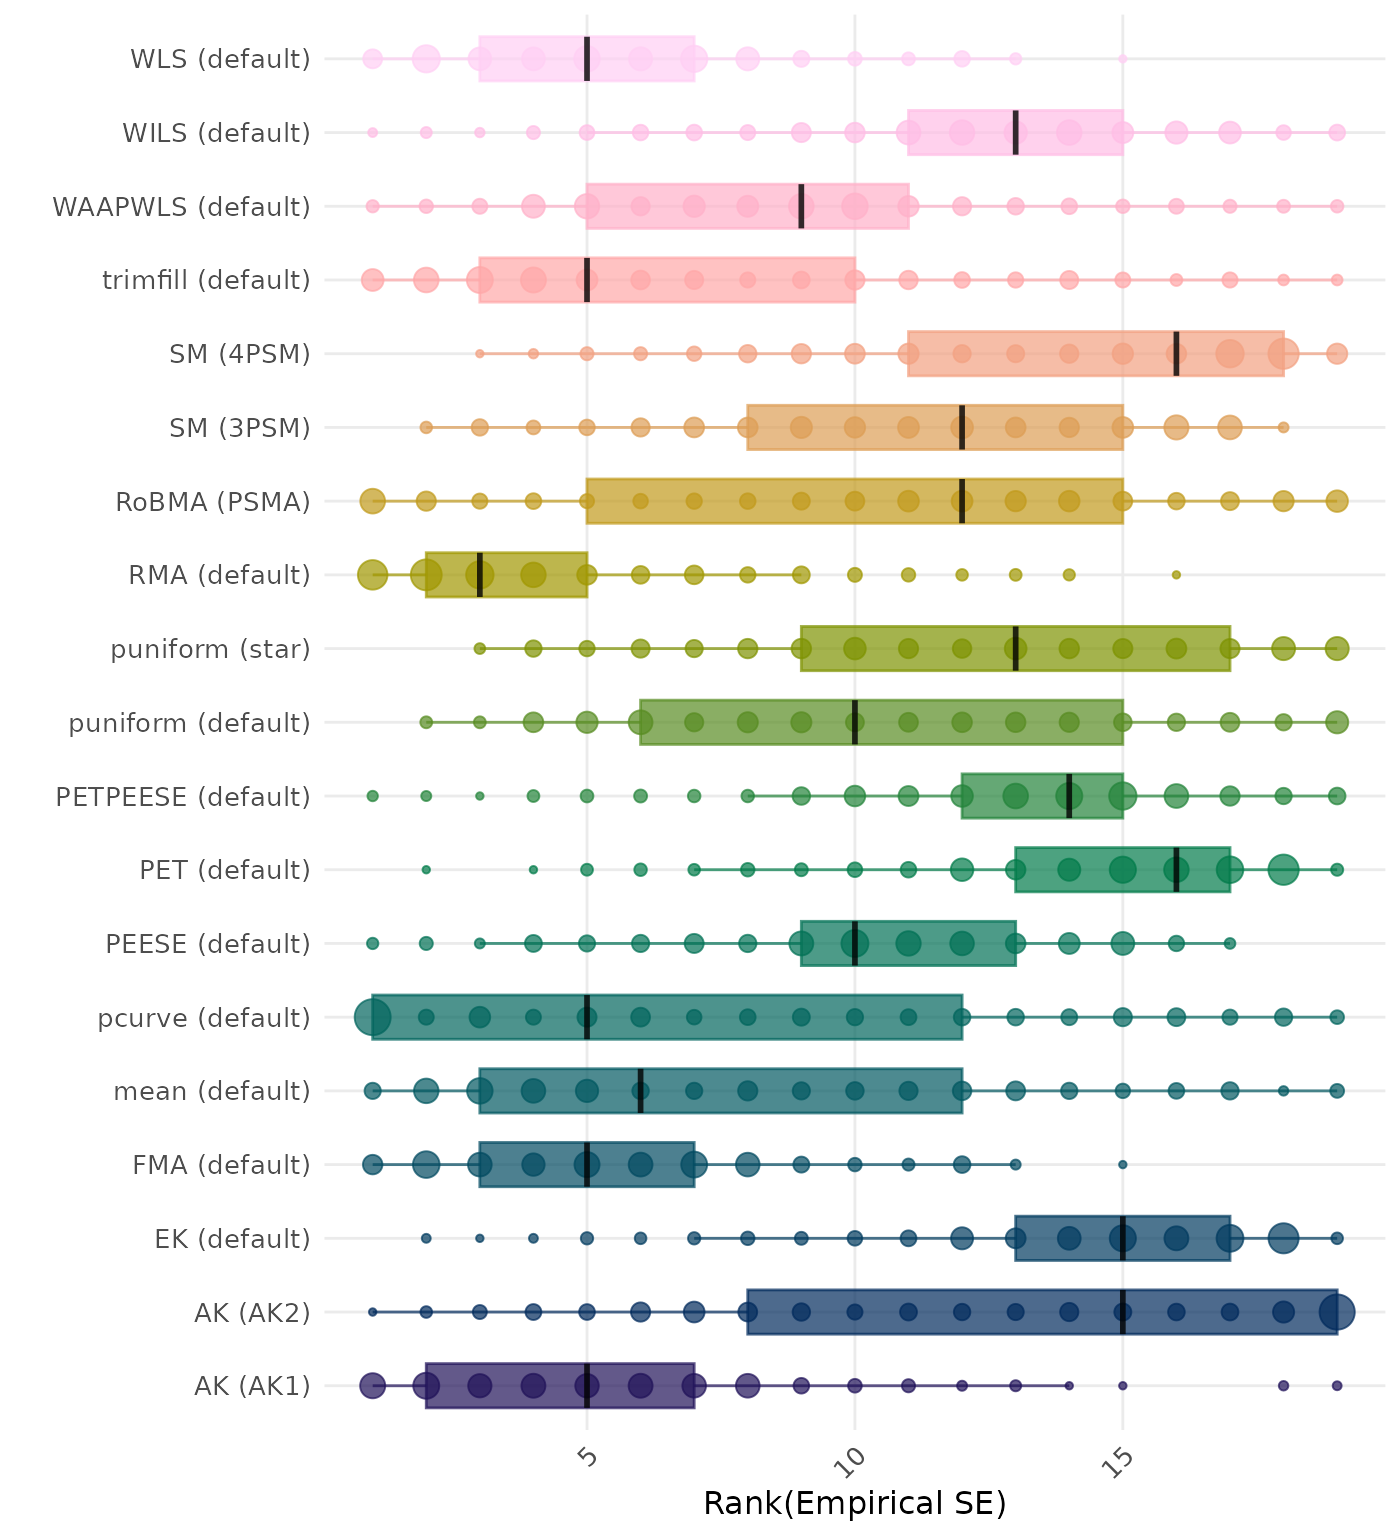 WLS (default)
WILS (default)
WAAPWLS (default)
trimfill (default)
SM (4PSM)
SM (3PSM)
RoBMA (PSMA)
RMA (default)
puniform (star)
puniform (default)
PETPEESE (default)
PET (default)
PEESE (default)
pcurve (default)
mean (default)
FMA (default)
EK (default)
AK (AK2)
AK (AK1)
5
10
15
Rank(Empirical SE)